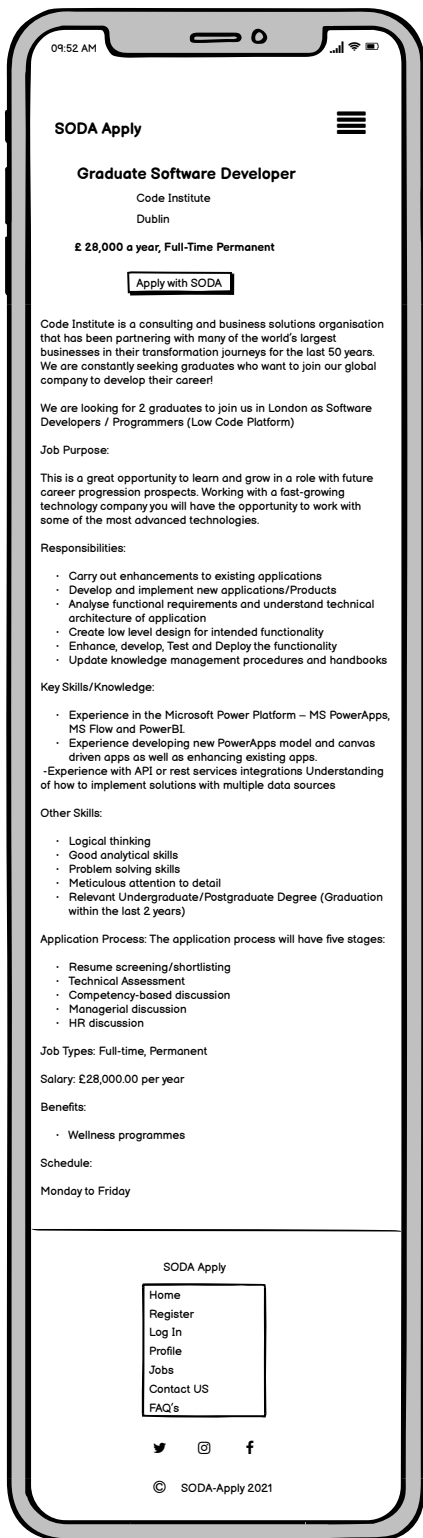 09:52 AM
SODA Apply
Graduate Software Developer
Code Institute
Dublin
£ 28,000 a year, Full-Time Permanent
Apply with SODA
Code Institute is a consulting and business solutions organisation
that has been partnering with many of the world's largest
businesses in their transformation journeys for the last 50 years.
We are constantly seeking graduates who want to join our global
company to develop their career!
We are looking for 2 graduates to join us in London as Software
Developers / Programmers (Low Code Platform)
Job Purpose:
This is a great opportunity to learn and grow in a role with future
career progression prospects. Working with a fast-growing
technology company you will have the opportunity to work with
some of the most advanced technologies.
Responsibilities:
· Carry out enhancements to existing applications
· Develop and implement new applications/Products
· Analyse functional requirements and understand technical
architecture of application
· Create low level design for intended functionality
· Enhance, develop, Test and Deploy the functionality
· Update knowledge management procedures and handbooks
Key Skills/Knowledge:
· Experience in the Microsoft Power Platform – MS PowerApps,
MS Flow and PowerBI.
· Experience developing new PowerApps model and canvas
driven apps as well as enhancing existing apps.
-Experience with API or rest services integrations Understanding
of how to implement solutions with multiple data sources
Other Skills:
· Logical thinking
· Good analytical skills
· Problem solving skills
· Meticulous attention to detail
· Relevant Undergraduate/Postgraduate Degree (Graduation
within the last 2 years)
Application Process: The application process will have five stages:
· Resume screening/shortlisting
· Technical Assessment
· Competency-based discussion
· Managerial discussion
· HR discussion
Job Types: Full-time, Permanent
Salary: £28,000.00 per year
Benefits:
· Wellness programmes
Schedule:
Monday to Friday
SODA Apply
Home
Register
Log In
Profile
Jobs
Contact US
FAQ's
© SODA-Apply 2021